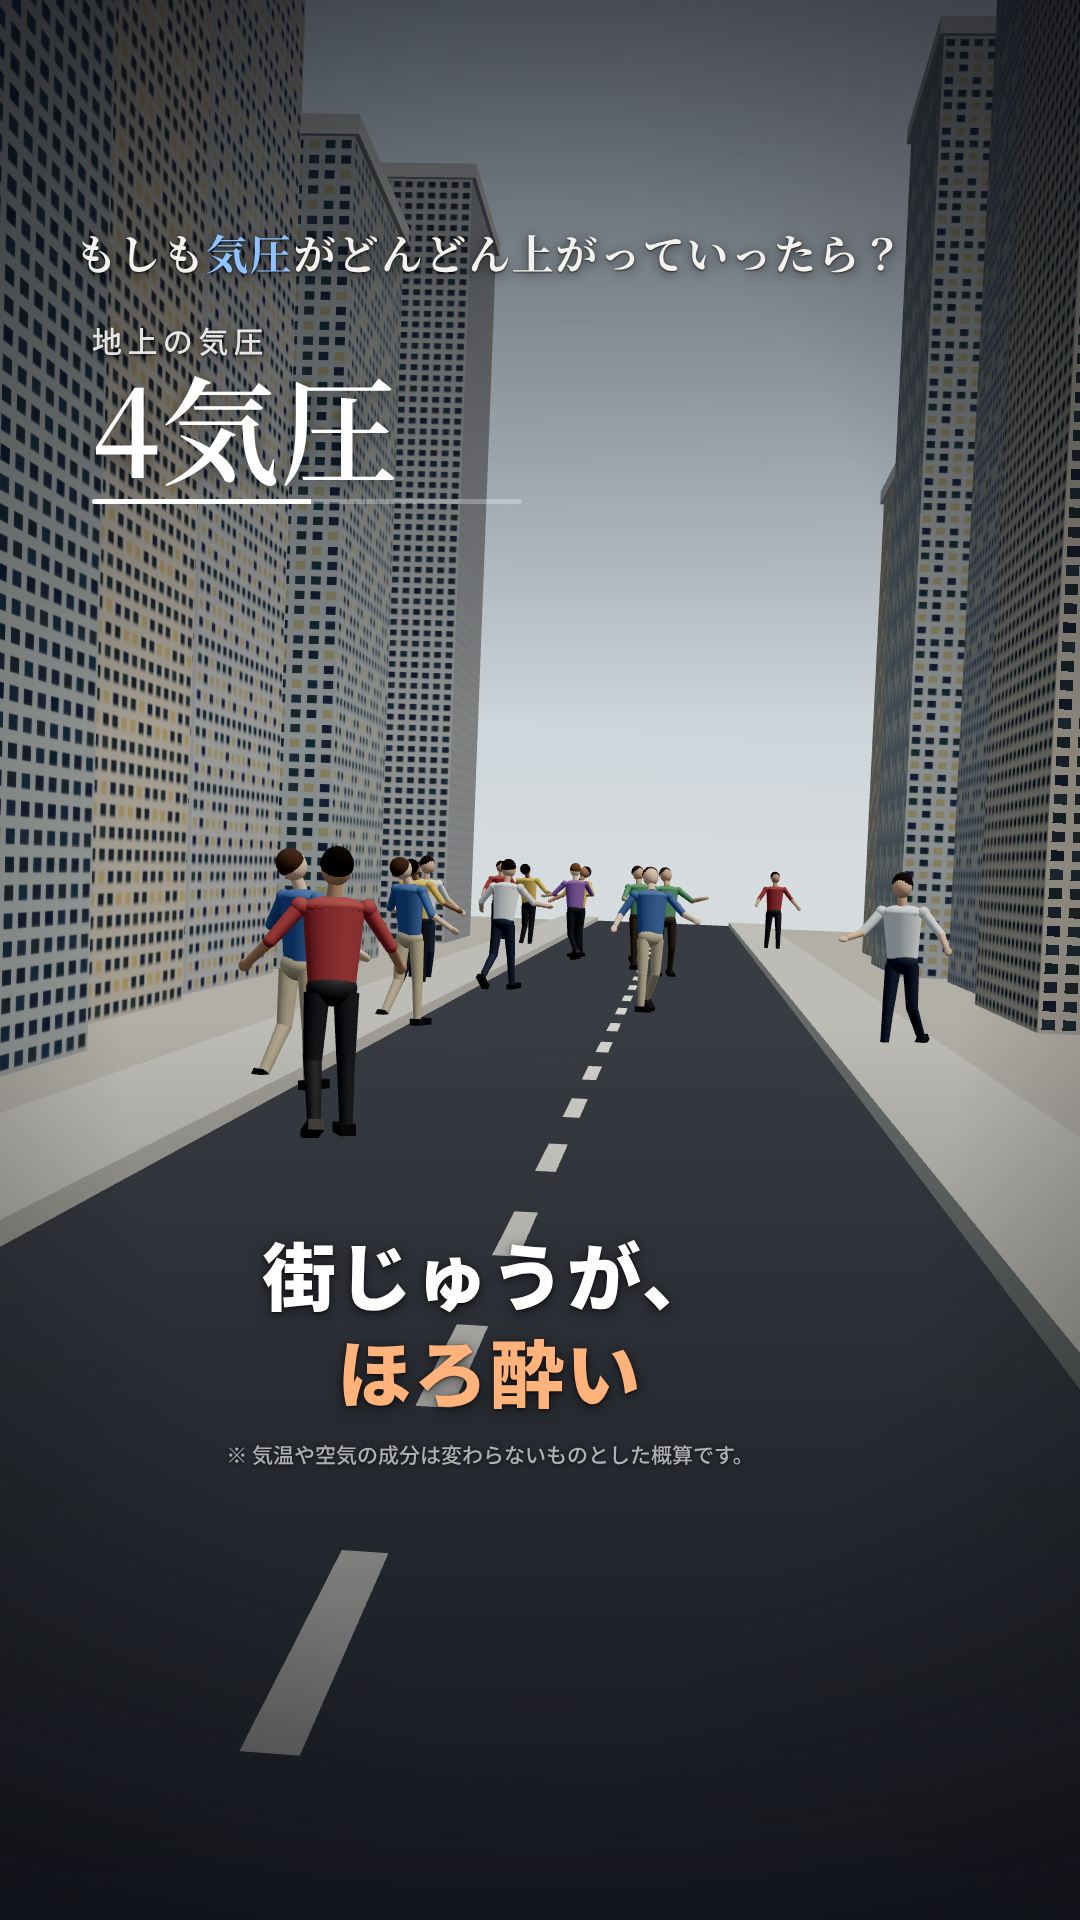 もしも気圧がどんどん上がっていったら？
地上の気圧
4気圧
街じゅうが、
ほろ酔い
※ 気温や空気の成分は変わらないものとした概算です。